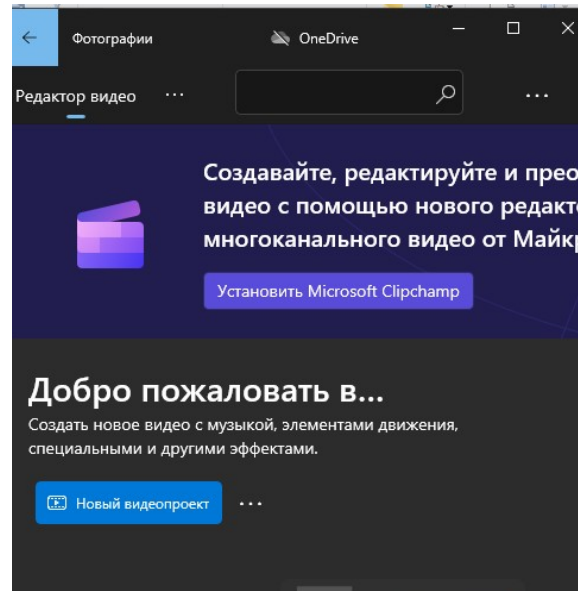 Фотографии
OneDrive
Редактор видео ...
...
Создавайте, редактируйте и прео
видео с помощью нового редакт
многоканального видео от Майк
Установить Microsoft Clipchamp
Добро пожаловать в...
Создать новое видео с музыкой, элементами движения,
специальными и другими эффектами.
Новый видеопроект ...